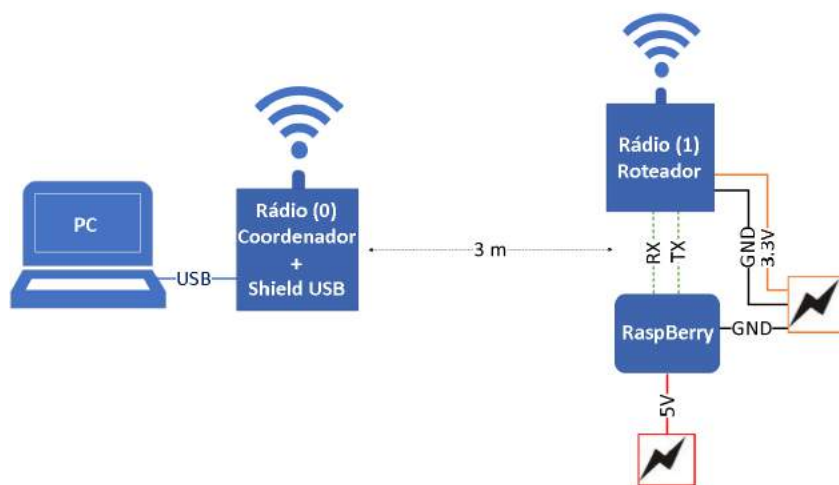 PC
USB
Rádio (0)
Coordenador
+
Shield USB
3 m
Rádio (1)
Roteador
RX
TX
GND
3.3V
RaspBerry
GND
5V